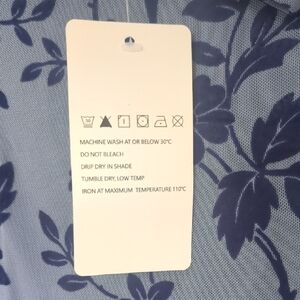 30
MACHINE WASH AT OR BELOW 30°C
DO NOT BLEACH
DRIP DRY IN SHADE
TUMBLE DRY, LOW TEMP
IRON AT MAXIMUM TEMPERATURE 110°C